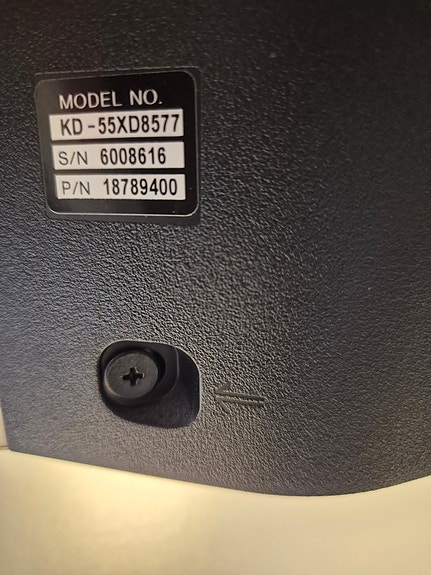 MODEL NO.
KD-55XD8577
S/N 6008616
P/N 18789400